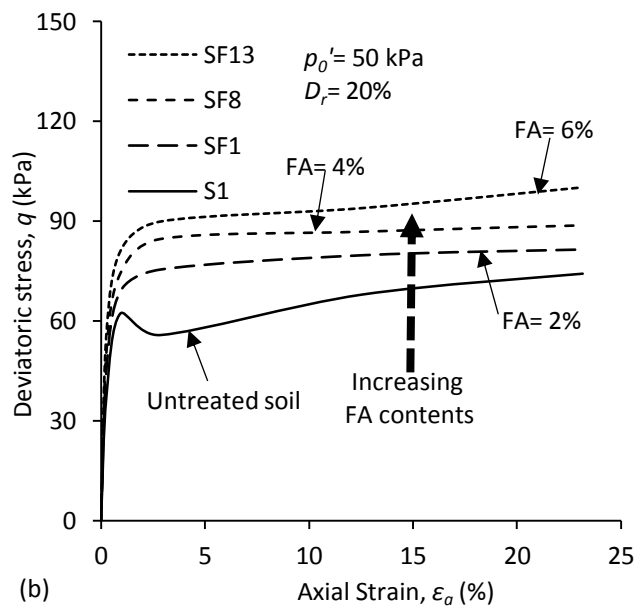 150
120
90
60
30
0
Deviatoric stress, q (kPa)
SF13
SF8
SF1
S1
p0'= 50 kPa
Dr= 20%
FA= 6%
FA= 4%
FA= 2%
Untreated soil
Increasing
FA contents
0 5 10 15 20 25
(b)
Axial Strain, εa (%)